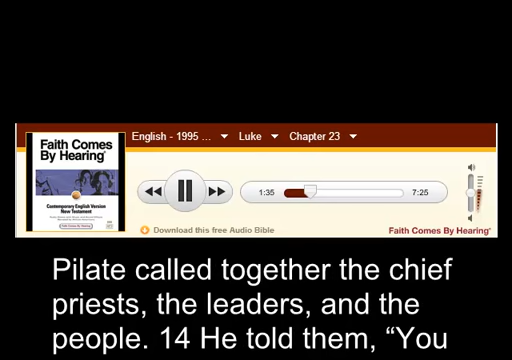 English - 1995 ... Luke Chapter 23
Faith Comes
By Hearing
1:35
7:25
Contemporary English Version
New Testament
Download this free Audio Bible
Faith Comes By Hearing
Pilate called together the chief
priests, the leaders, and the
people. 14 He told them, “You